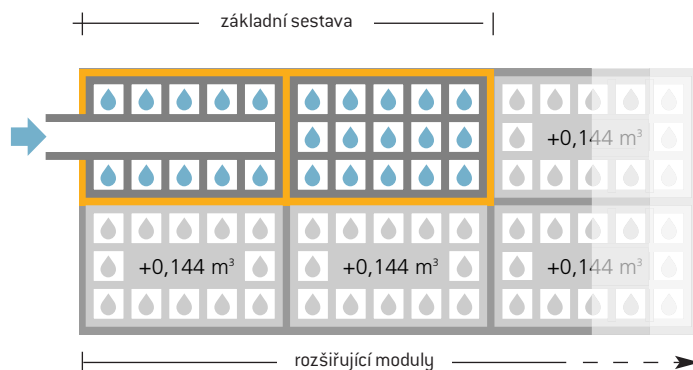 základní sestava
+0,144 m³
+0,144 m³
+0,144 m³
+0,144 m³
rozšiřující moduly